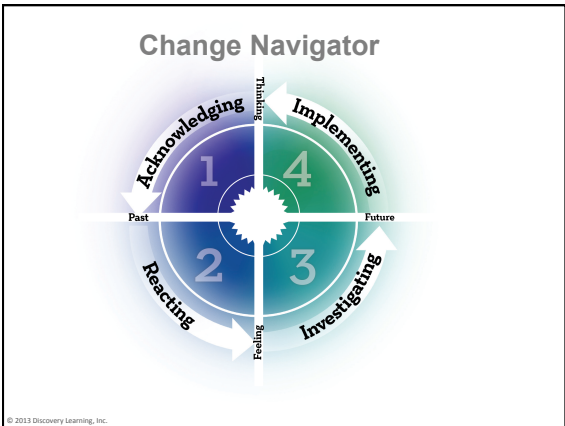 Change Navigator
Thinking
Acknowledging
Implementing
1
4
Past
Future
2
3
Reacting
Investigating
Feeling
© 2013 Discovery Learning, Inc.